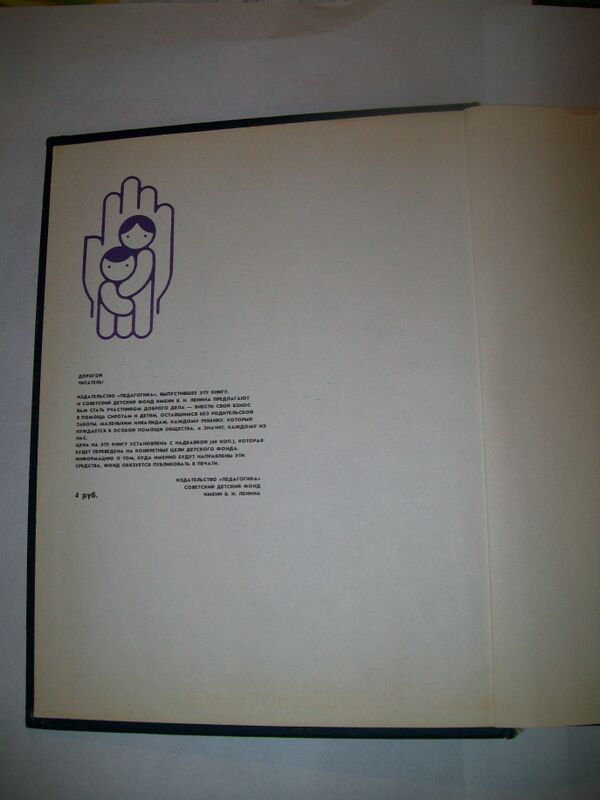 ДОРОГОЙ
ЧИТАТЕЛЬ!
ИЗДАТЕЛЬСТВО «ПЕДАГОГИКА», ВЫПУСТИВШЕЕ ЭТУ КНИГУ,
И СОВЕТСКИЙ ДЕТСКИЙ ФОНД ИМЕНИ В. И. ЛЕНИНА ПРЕДЛАГАЮТ
ВАМ СТАТЬ УЧАСТНИКОМ ДОБРОГО ДЕЛА — ВНЕСТИ СВОЙ ВЗНОС
В ПОМОЩЬ СИРОТАМ И ДЕТЯМ, ОСТАВШИМСЯ БЕЗ РОДИТЕЛЬСКОЙ
ЗАБОТЫ, МАЛЕНЬКИМ ИНВАЛИДАМ, КАЖДОМУ РЕБЕНКУ, КОТОРЫЙ
НУЖДАЕТСЯ В ОСОБОЙ ПОМОЩИ ОБЩЕСТВА, А ЗНАЧИТ, КАЖДОМУ ИЗ
НАС.
ЦЕНА НА ЭТУ КНИГУ УСТАНОВЛЕНА С НАДБАВКОЙ (60 КОП.), КОТОРАЯ
БУДЕТ ПЕРЕВЕДЕНА НА КОНКРЕТНЫЕ ЦЕЛИ ДЕТСКОГО ФОНДА.
ИНФОРМАЦИЮ О ТОМ, КУДА ИМЕННО БУДУТ НАПРАВЛЕНЫ ЭТИ
СРЕДСТВА, ФОНД ОБЯЗУЕТСЯ ПУБЛИКОВАТЬ В ПЕЧАТИ.
ИЗДАТЕЛЬСТВО «ПЕДАГОГИКА»
СОВЕТСКИЙ ДЕТСКИЙ ФОНД
ИМЕНИ В. И. ЛЕНИНА
4 руб.